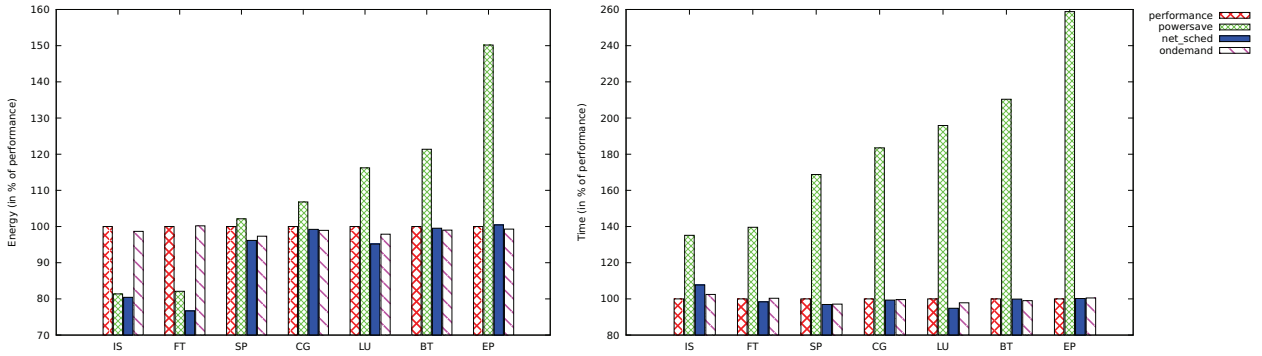 160
150
140
130
120
110
100
90
80
70
Energy (in % of performance)
IS FT SP CG LU BT EP
260
240
220
200
180
160
140
120
100
80
Time (in % of performance)
IS FT SP CG LU BT EP
performance
powersave
net_sched
ondemand